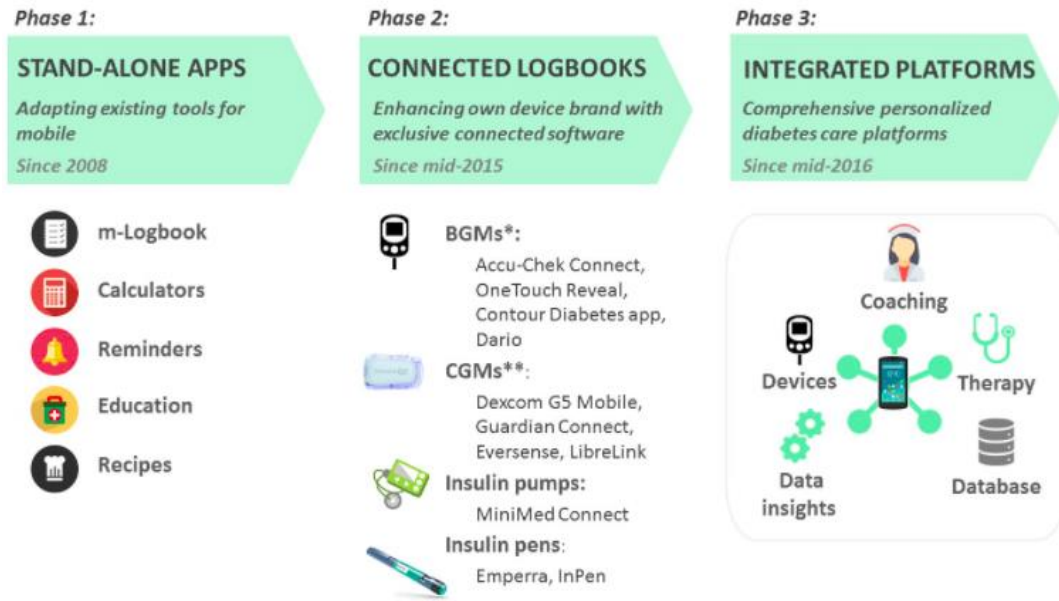 Phase 1:
STAND-ALONE APPS
Adapting existing tools for
mobile
Since 2008
m-Logbook
Calculators
Reminders
Education
Recipes
Phase 2:
CONNECTED LOGBOOKS
Enhancing own device brand with
exclusive connected software
Since mid-2015
BGMs*:
Accu-Chek Connect,
OneTouch Reveal,
Contour Diabetes app,
Dario
CGMs**:
Dexcom G5 Mobile,
Guardian Connect,
Eversense, LibreLink
Insulin pumps:
MiniMed Connect
Insulin pens:
Emperra, InPen
Phase 3:
INTEGRATED PLATFORMS
Comprehensive personalized
diabetes care platforms
Since mid-2016
Coaching
Devices
Therapy
Data
insights
Database